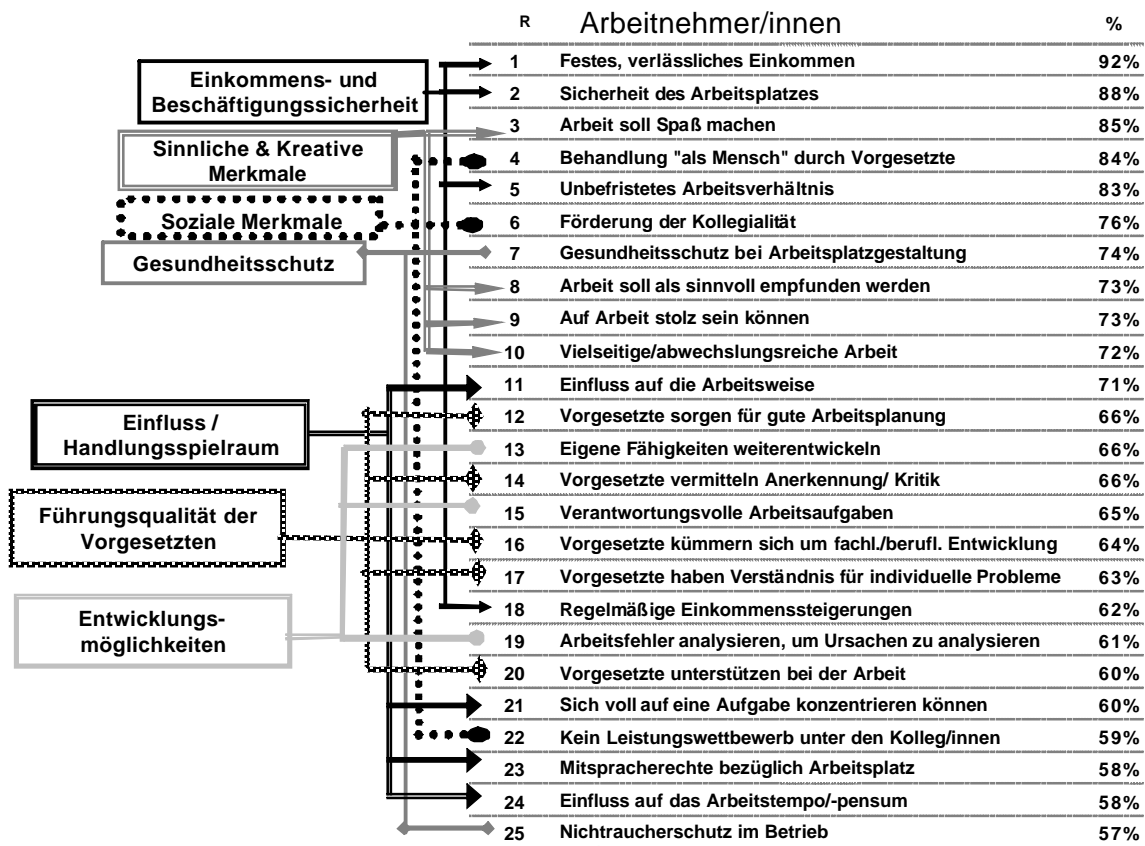 R Arbeitnehmer/innen %
1 Festes, verlässliches Einkommen 92%
2 Sicherheit des Arbeitsplatzes 88%
3 Arbeit soll Spaß machen 85%
4 Behandlung "als Mensch" durch Vorgesetzte 84%
5 Unbefristetes Arbeitsverhältnis 83%
6 Förderung der Kollegialität 76%
7 Gesundheitsschutz bei Arbeitsplatzgestaltung 74%
8 Arbeit soll als sinnvoll empfunden werden 73%
9 Auf Arbeit stolz sein können 73%
10 Vielseitige/abwechslungsreiche Arbeit 72%
11 Einfluss auf die Arbeitsweise 71%
12 Vorgesetzte sorgen für gute Arbeitsplanung 66%
13 Eigene Fähigkeiten weiterentwickeln 66%
14 Vorgesetzte vermitteln Anerkennung/ Kritik 66%
15 Verantwortungsvolle Arbeitsaufgaben 65%
16 Vorgesetzte kümmern sich um fachl./berufl. Entwicklung 64%
17 Vorgesetzte haben Verständnis für individuelle Probleme 63%
18 Regelmäßige Einkommenssteigerungen 62%
19 Arbeitsfehler analysieren, um Ursachen zu analysieren 61%
20 Vorgesetzte unterstützen bei der Arbeit 60%
21 Sich voll auf eine Aufgabe konzentrieren können 60%
22 Kein Leistungswettbewerb unter den Kolleg/innen 59%
23 Mitspracherechte bezüglich Arbeitsplatz 58%
24 Einfluss auf das Arbeitstempo/-pensum 58%
25 Nichtraucherschutz im Betrieb 57%
Einkommens- und
Beschäftigungssicherheit
Sinnliche & Kreative
Merkmale
Soziale Merkmale
Gesundheitsschutz
Einfluss /
Handlungsspielraum
Führungsqualität der
Vorgesetzten
Entwicklungs-
möglichkeiten